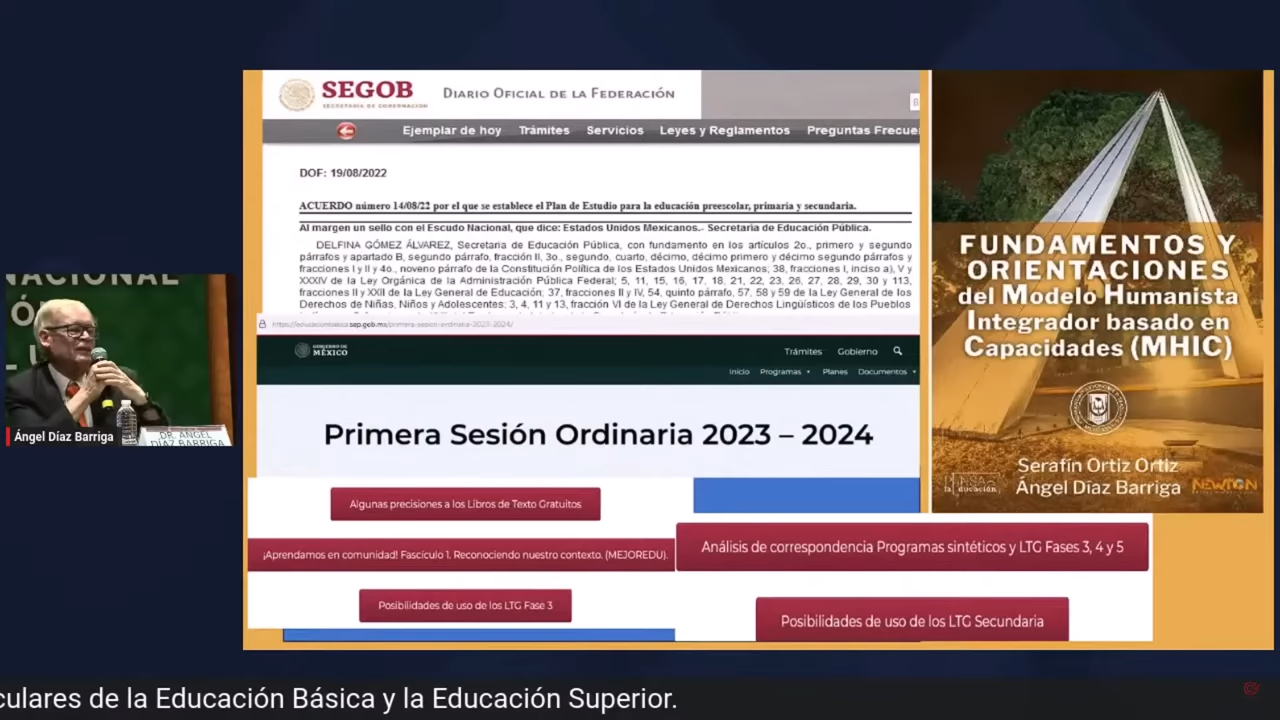 NACIONAL
Ángel Díaz Barriga
DR. ÁNGEL
DÍAZ BARRIGA
SEGOB
SECRETARÍA DE GOBERNACIÓN
DIARIO OFICIAL DE LA FEDERACIÓN
Ejemplar de hoy Trámites Servicios Leyes y Reglamentos Preguntas Frecue
DOF: 19/08/2022
ACUERDO número 14/08/22 por el que se establece el Plan de Estudio para la educación preescolar, primaria y secundaria.
Al margen un sello con el Escudo Nacional, que dice: Estados Unidos Mexicanos.- Secretaría de Educación Pública.
DELFINA GÓMEZ ÁLVAREZ, Secretaria de Educación Pública, con fundamento en los artículos 2o., primero y segundo
párrafos y apartado B, segundo párrafo, fracción II, 3o., segundo, cuarto, décimo, décimo primero y décimo segundo párrafos y
fracciones I y II y 4o., noveno párrafo de la Constitución Política de los Estados Unidos Mexicanos; 38, fracciones I, inciso a), V y
XXXIV de la Ley Orgánica de la Administración Pública Federal; 5, 11, 15, 16, 17, 18, 21, 22, 23, 25, 26, 27, 28, 29, 30 y 113,
fracciones II y XXII de la Ley General de Educación; 37, fracciones II y IV, 54, quinto párrafo, 57, 58 y 59 de la Ley General de los
Derechos de Niñas, Niños y Adolescentes; 3, 4, 11 y 13, fracción VI de la Ley General de Derechos Lingüísticos de los Pueblos
https://educacionbasica.sep.gob.mx/primera-sesion-ordinaria-2023-2024/
GOBIERNO DE
MÉXICO
Trámites Gobierno
Inicio Programas Planes Documentos
Primera Sesión Ordinaria 2023 – 2024
Algunas precisiones a los Libros de Texto Gratuitos
¡Aprendamos en comunidad! Fascículo 1. Reconociendo nuestro contexto. (MEJOREDU).
Análisis de correspondencia Programas sintéticos y LTG Fases 3, 4 y 5
Posibilidades de uso de los LTG Fase 3
Posibilidades de uso de los LTG Secundaria
FUNDAMENTOS Y
ORIENTACIONES
del Modelo Humanista
Integrador basado en
Capacidades (MHIC)
Serafín Ortiz Ortiz
Ángel Díaz Barriga
la educación
NEWTON
culares de la Educación Básica y la Educación Superior.